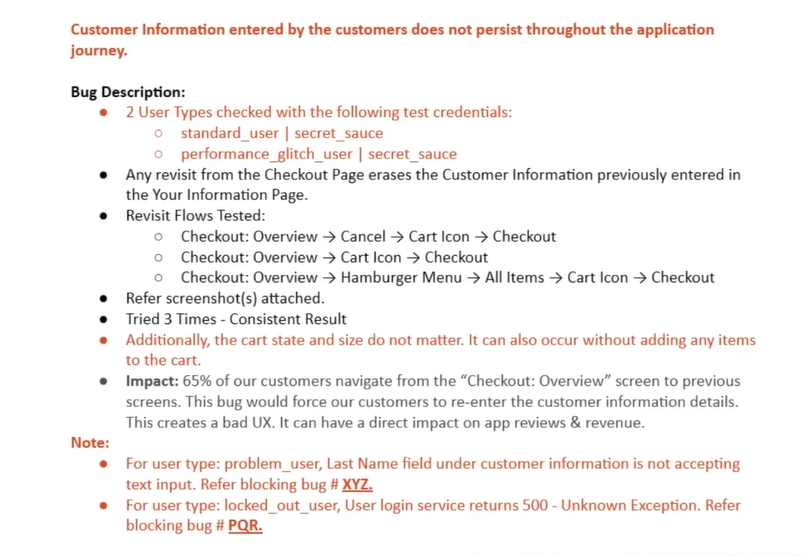 Customer Information entered by the customers does not persist throughout the application
journey.
Bug Description:
● 2 User Types checked with the following test credentials:
○ standard_user | secret_sauce
○ performance_glitch_user | secret_sauce
● Any revisit from the Checkout Page erases the Customer Information previously entered in
the Your Information Page.
● Revisit Flows Tested:
○ Checkout: Overview → Cancel → Cart Icon → Checkout
○ Checkout: Overview → Cart Icon → Checkout
○ Checkout: Overview → Hamburger Menu → All Items → Cart Icon → Checkout
● Refer screenshot(s) attached.
● Tried 3 Times - Consistent Result
● Additionally, the cart state and size do not matter. It can also occur without adding any items
to the cart.
● Impact: 65% of our customers navigate from the “Checkout: Overview” screen to previous
screens. This bug would force our customers to re-enter the customer information details.
This creates a bad UX. It can have a direct impact on app reviews & revenue.
Note:
● For user type: problem_user, Last Name field under customer information is not accepting
text input. Refer blocking bug # XYZ.
● For user type: locked_out_user, User login service returns 500 - Unknown Exception. Refer
blocking bug # PQR.